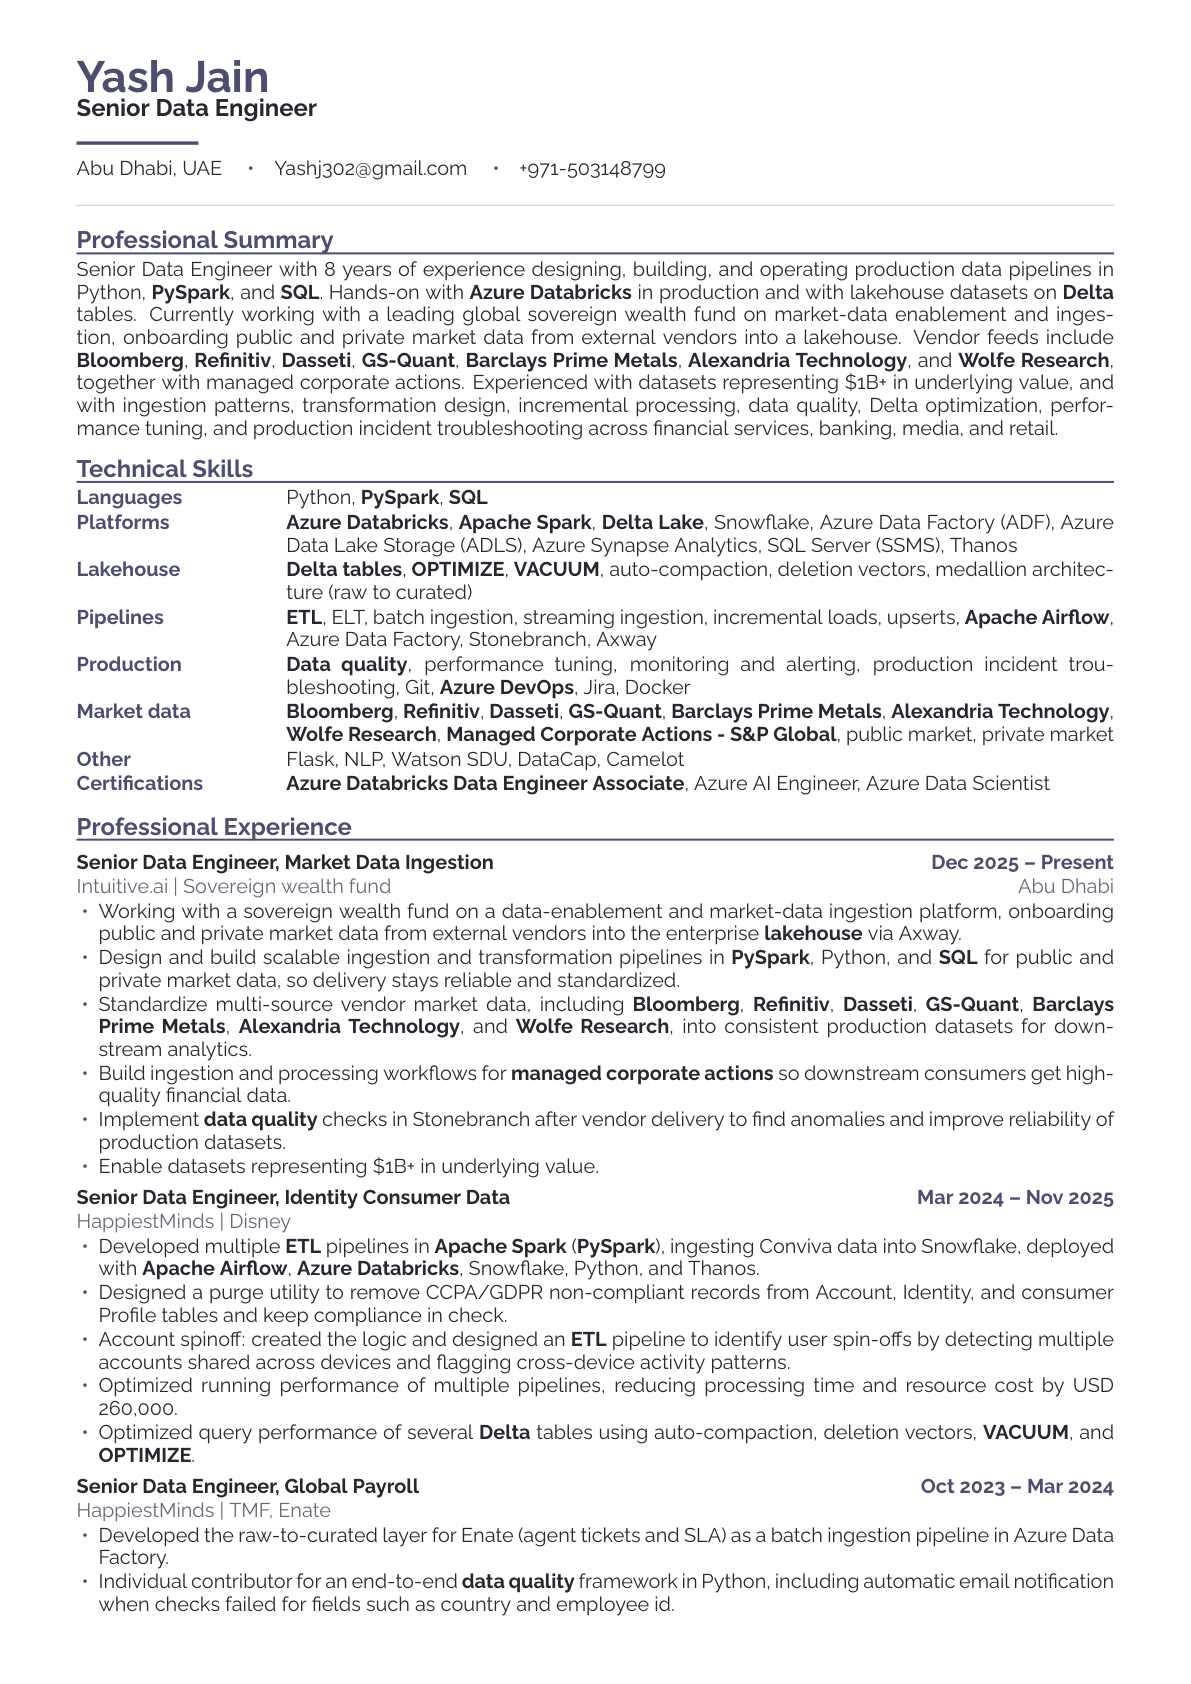 Yash Jain
Senior Data Engineer
Abu Dhabi, UAE • Yashj302@gmail.com • +971-503148799
Professional Summary
Senior Data Engineer with 8 years of experience designing, building, and operating production data pipelines in
Python, PySpark, and SQL. Hands-on with Azure Databricks in production and with lakehouse datasets on Delta
tables. Currently working with a leading global sovereign wealth fund on market-data enablement and inges-
tion, onboarding public and private market data from external vendors into a lakehouse. Vendor feeds include
Bloomberg, Refinitiv, Dasseti, GS-Quant, Barclays Prime Metals, Alexandria Technology, and Wolfe Research,
together with managed corporate actions. Experienced with datasets representing $1B+ in underlying value, and
with ingestion patterns, transformation design, incremental processing, data quality, Delta optimization, perfor-
mance tuning, and production incident troubleshooting across financial services, banking, media, and retail.
Technical Skills
Languages Python, PySpark, SQL
Platforms Azure Databricks, Apache Spark, Delta Lake, Snowflake, Azure Data Factory (ADF), Azure
Data Lake Storage (ADLS), Azure Synapse Analytics, SQL Server (SSMS), Thanos
Lakehouse Delta tables, OPTIMIZE, VACUUM, auto-compaction, deletion vectors, medallion architec-
ture (raw to curated)
Pipelines ETL, ELT, batch ingestion, streaming ingestion, incremental loads, upserts, Apache Airflow,
Azure Data Factory, Stonebranch, Axway
Production Data quality, performance tuning, monitoring and alerting, production incident trou-
bleshooting, Git, Azure DevOps, Jira, Docker
Market data Bloomberg, Refinitiv, Dasseti, GS-Quant, Barclays Prime Metals, Alexandria Technology,
Wolfe Research, Managed Corporate Actions - S&P Global, public market, private market
Other Flask, NLP, Watson SDU, DataCap, Camelot
Certifications Azure Databricks Data Engineer Associate, Azure AI Engineer, Azure Data Scientist
Professional Experience
Senior Data Engineer, Market Data Ingestion Dec 2025 – Present
Intuitive.ai | Sovereign wealth fund Abu Dhabi
• Working with a sovereign wealth fund on a data-enablement and market-data ingestion platform, onboarding
public and private market data from external vendors into the enterprise lakehouse via Axway.
• Design and build scalable ingestion and transformation pipelines in PySpark, Python, and SQL for public and
private market data, so delivery stays reliable and standardized.
• Standardize multi-source vendor market data, including Bloomberg, Refinitiv, Dasseti, GS-Quant, Barclays
Prime Metals, Alexandria Technology, and Wolfe Research, into consistent production datasets for down-
stream analytics.
• Build ingestion and processing workflows for managed corporate actions so downstream consumers get high-
quality financial data.
• Implement data quality checks in Stonebranch after vendor delivery to find anomalies and improve reliability of
production datasets.
• Enable datasets representing $1B+ in underlying value.
Senior Data Engineer, Identity Consumer Data Mar 2024 – Nov 2025
HappiestMinds | Disney
• Developed multiple ETL pipelines in Apache Spark (PySpark), ingesting Conviva data into Snowflake, deployed
with Apache Airflow, Azure Databricks, Snowflake, Python, and Thanos.
• Designed a purge utility to remove CCPA/GDPR non-compliant records from Account, Identity, and consumer
Profile tables and keep compliance in check.
• Account spinoff: created the logic and designed an ETL pipeline to identify user spin-offs by detecting multiple
accounts shared across devices and flagging cross-device activity patterns.
• Optimized running performance of multiple pipelines, reducing processing time and resource cost by USD
260,000.
• Optimized query performance of several Delta tables using auto-compaction, deletion vectors, VACUUM, and
OPTIMIZE.
Senior Data Engineer, Global Payroll Oct 2023 – Mar 2024
HappiestMinds | TMF, Enate
• Developed the raw-to-curated layer for Enate (agent tickets and SLA) as a batch ingestion pipeline in Azure Data
Factory.
• Individual contributor for an end-to-end data quality framework in Python, including automatic email notification
when checks failed for fields such as country and employee id.